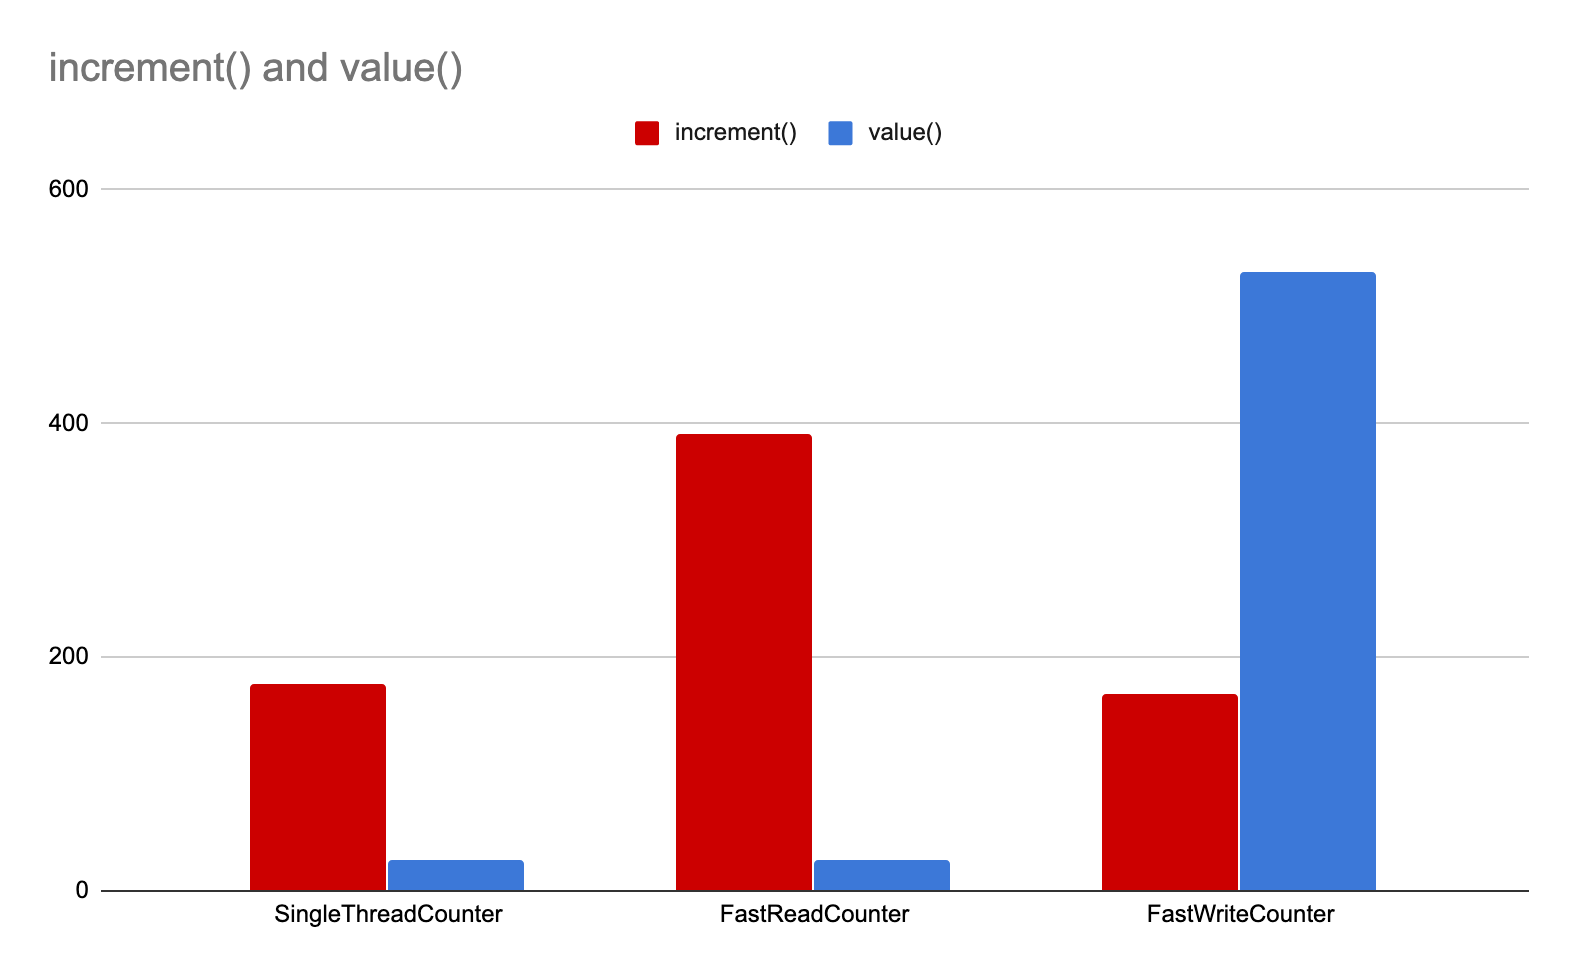 increment() and value()
increment() value()
600
400
200
0
SingleThreadCounter FastReadCounter FastWriteCounter